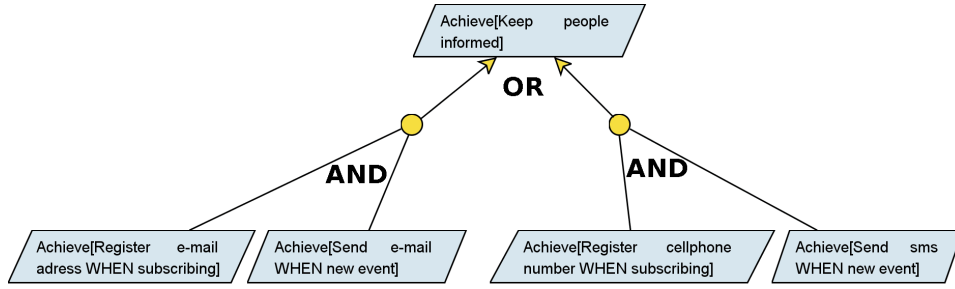 Achieve[Keep people
informed]
OR
AND
AND
Achieve[Register e-mail
adress WHEN subscribing]
Achieve[Send e-mail
WHEN new event]
Achieve[Register cellphone
number WHEN subscribing]
Achieve[Send sms
WHEN new event]